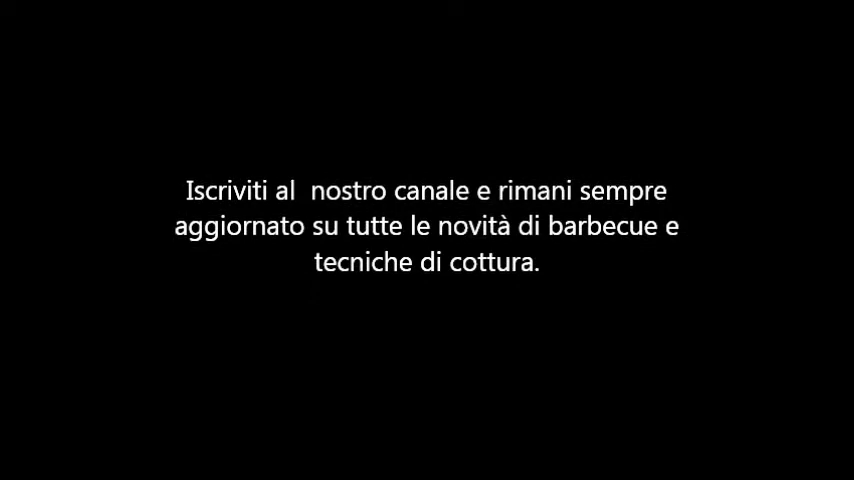 Iscriviti al  nostro canale e rimani sempre
aggiornato su tutte le novità di barbecue e
tecniche di cottura.